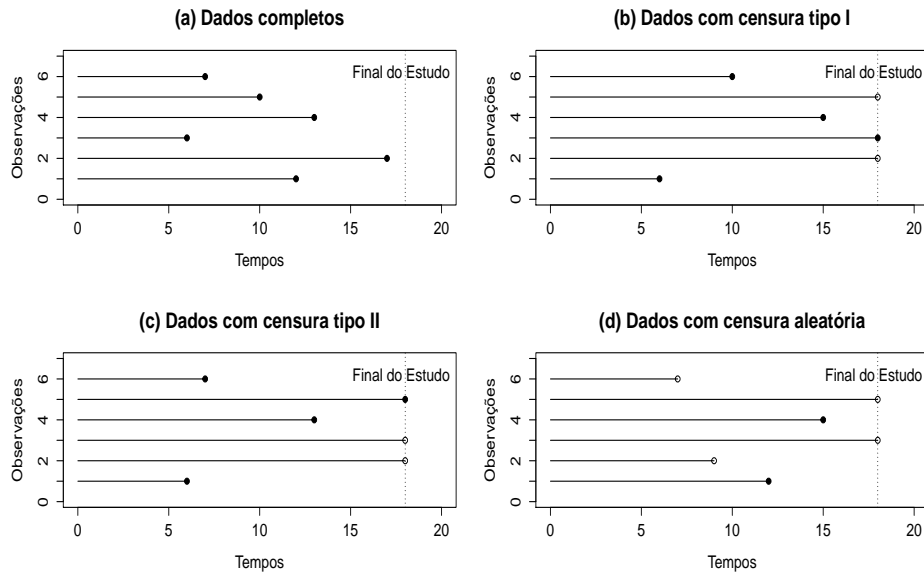 (a) Dados completos
Final do Estudo
Observações
6
4
2
0
0 5 10 15 20
Tempos
(b) Dados com censura tipo I
Final do Estudo
Observações
6
4
2
0
0 5 10 15 20
Tempos
(c) Dados com censura tipo II
Final do Estudo
Observações
6
4
2
0
0 5 10 15 20
Tempos
(d) Dados com censura aleatória
Final do Estudo
Observações
6
4
2
0
0 5 10 15 20
Tempos